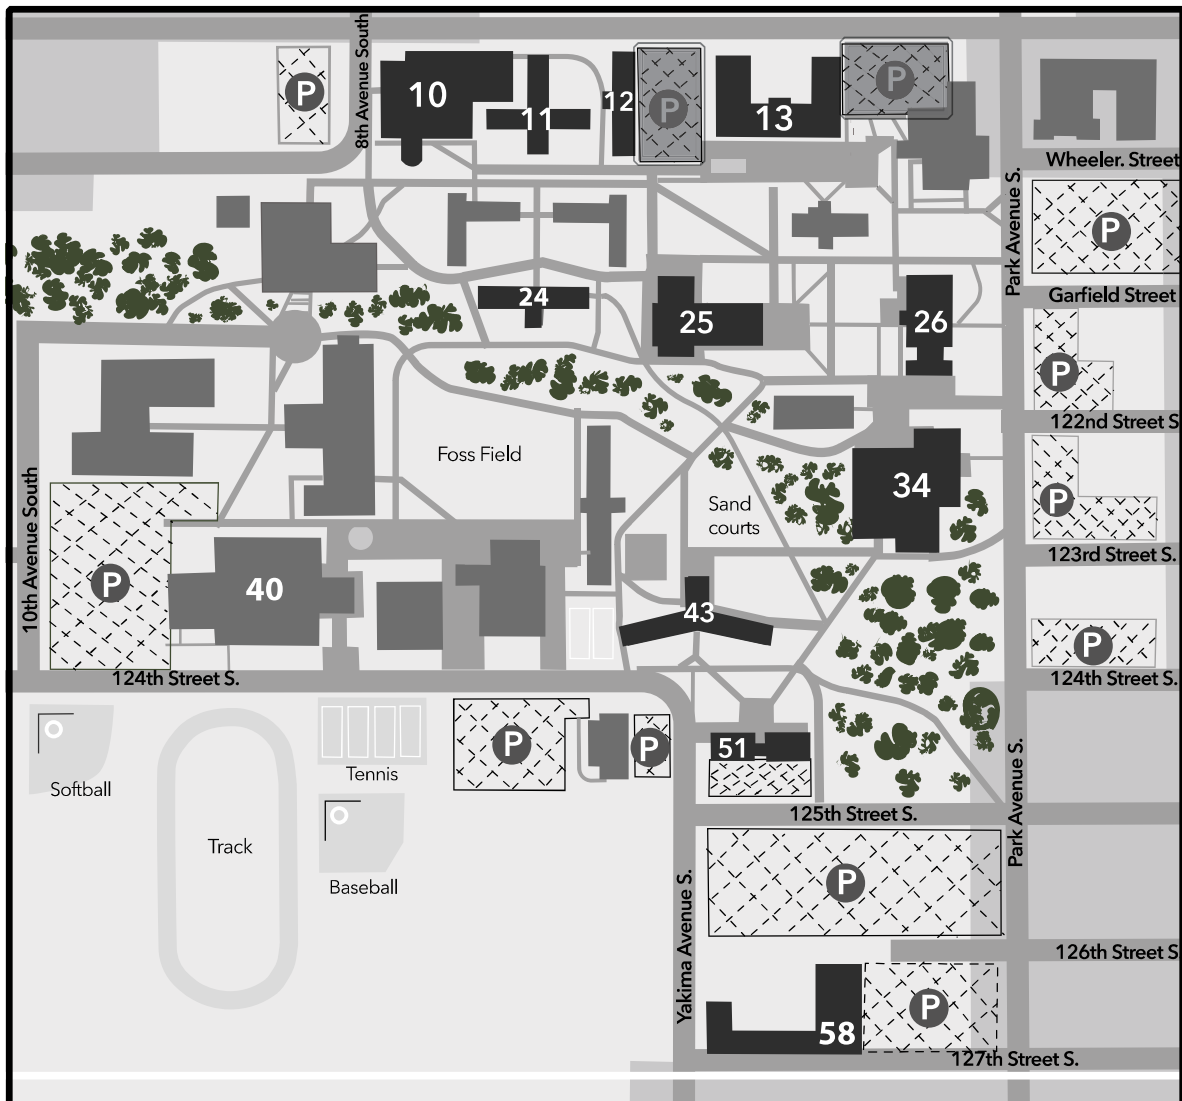 8th Avenue South
10
11
12
13
P
P
P
Wheeler. Street
Park Avenue S.
P
Garfield Street
24
25
26
P
122nd Street S
Foss Field
Sand
courts
34
P
123rd Street S.
10th Avenue South
P
40
43
P
124th Street S.
124th Street S.
Softball
Tennis
P
P
51
Baseball
Track
125th Street S.
Park Avenue S.
P
Yakima Avenue S.
126th Street S
58
P
127th Street S.